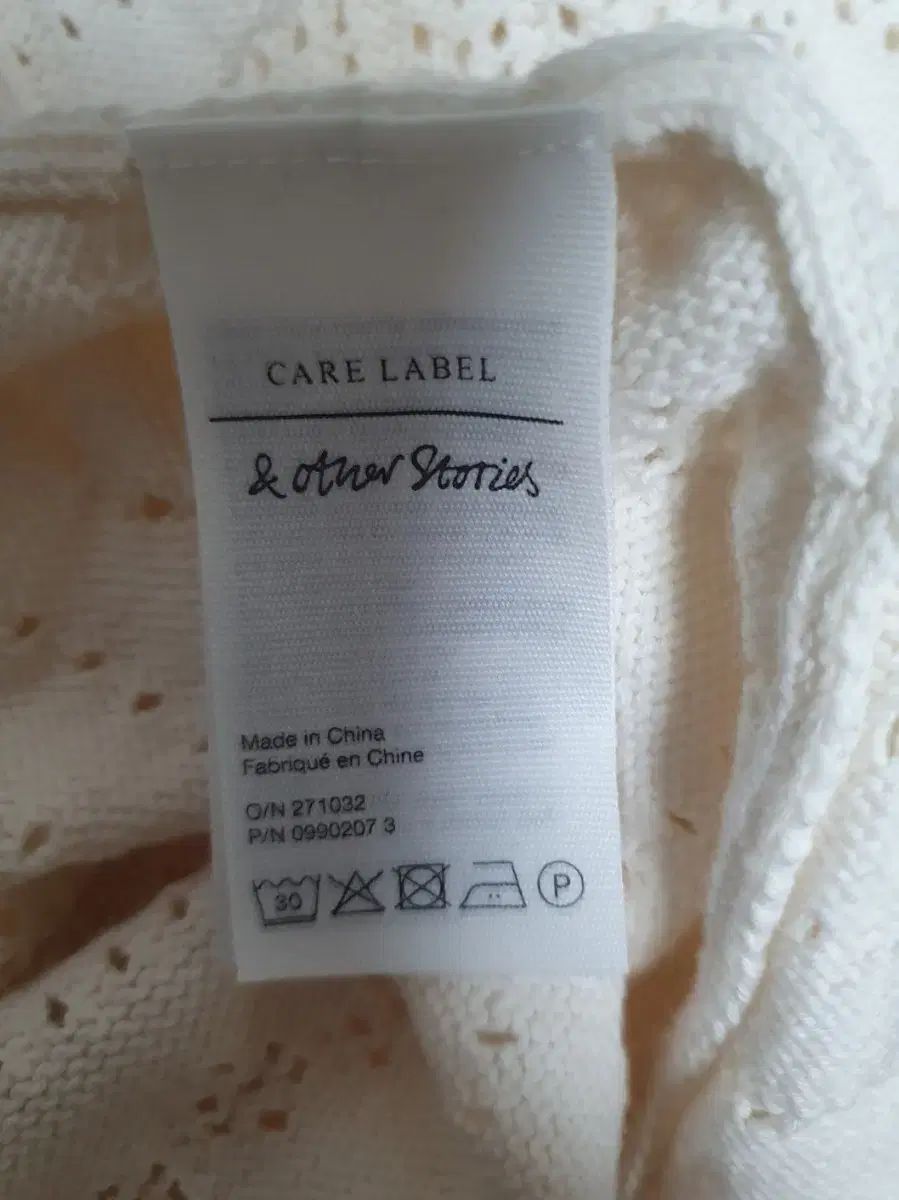 CARE LABEL
& other Stories
Made in China
Fabriqué en Chine
O/N 271032
P/N 0990207 3
30 P